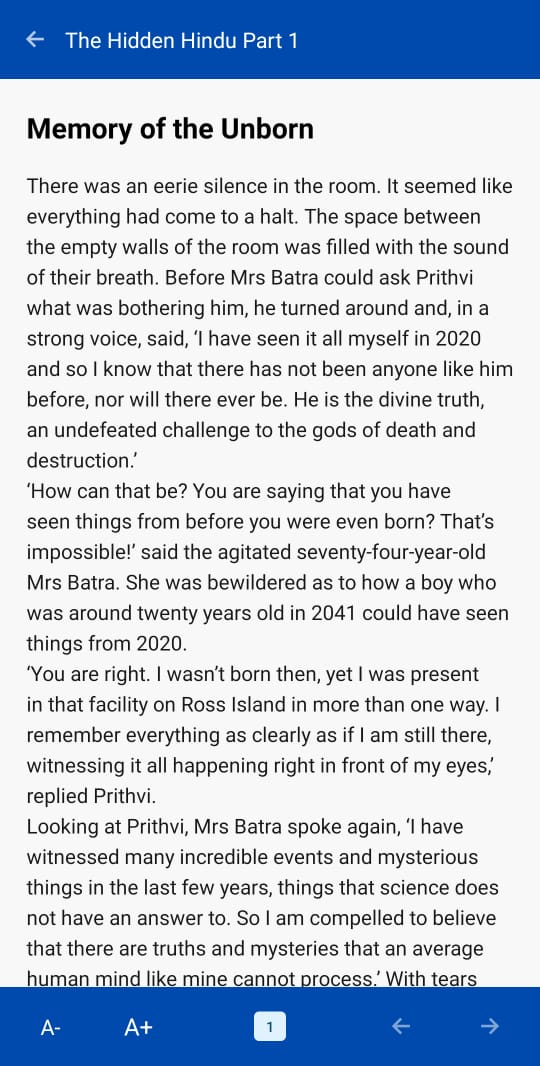 The Hidden Hindu Part 1
Memory of the Unborn
There was an eerie silence in the room. It seemed like
everything had come to a halt. The space between
the empty walls of the room was filled with the sound
of their breath. Before Mrs Batra could ask Prithvi
what was bothering him, he turned around and, in a
strong voice, said, ‘I have seen it all myself in 2020
and so I know that there has not been anyone like him
before, nor will there ever be. He is the divine truth,
an undefeated challenge to the gods of death and
destruction.’
‘How can that be? You are saying that you have
seen things from before you were even born? That’s
impossible!’ said the agitated seventy-four-year-old
Mrs Batra. She was bewildered as to how a boy who
was around twenty years old in 2041 could have seen
things from 2020.
‘You are right. I wasn’t born then, yet I was present
in that facility on Ross Island in more than one way. I
remember everything as clearly as if I am still there,
witnessing it all happening right in front of my eyes,’
replied Prithvi.
Looking at Prithvi, Mrs Batra spoke again, ‘I have
witnessed many incredible events and mysterious
things in the last few years, things that science does
not have an answer to. So I am compelled to believe
that there are truths and mysteries that an average
human mind like mine cannot process.’ With tears
A- A+ 1